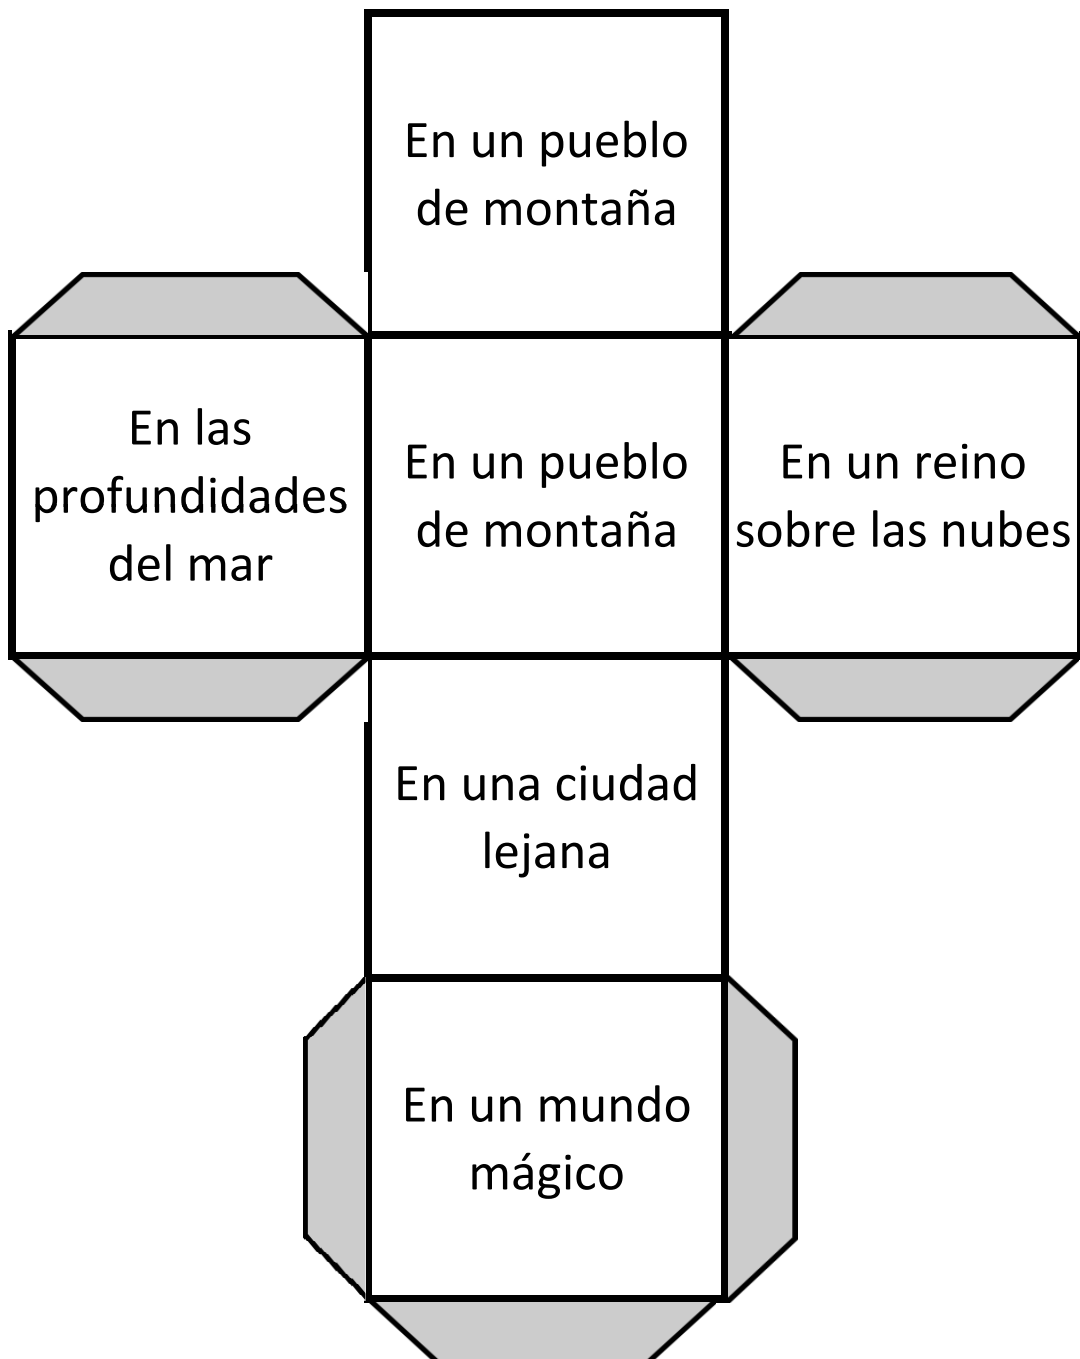 En un pueblo
de montaña
En las
profundidades
del mar
En un pueblo
de montaña
En un reino
sobre las nubes
En una ciudad
lejana
En un mundo
mágico